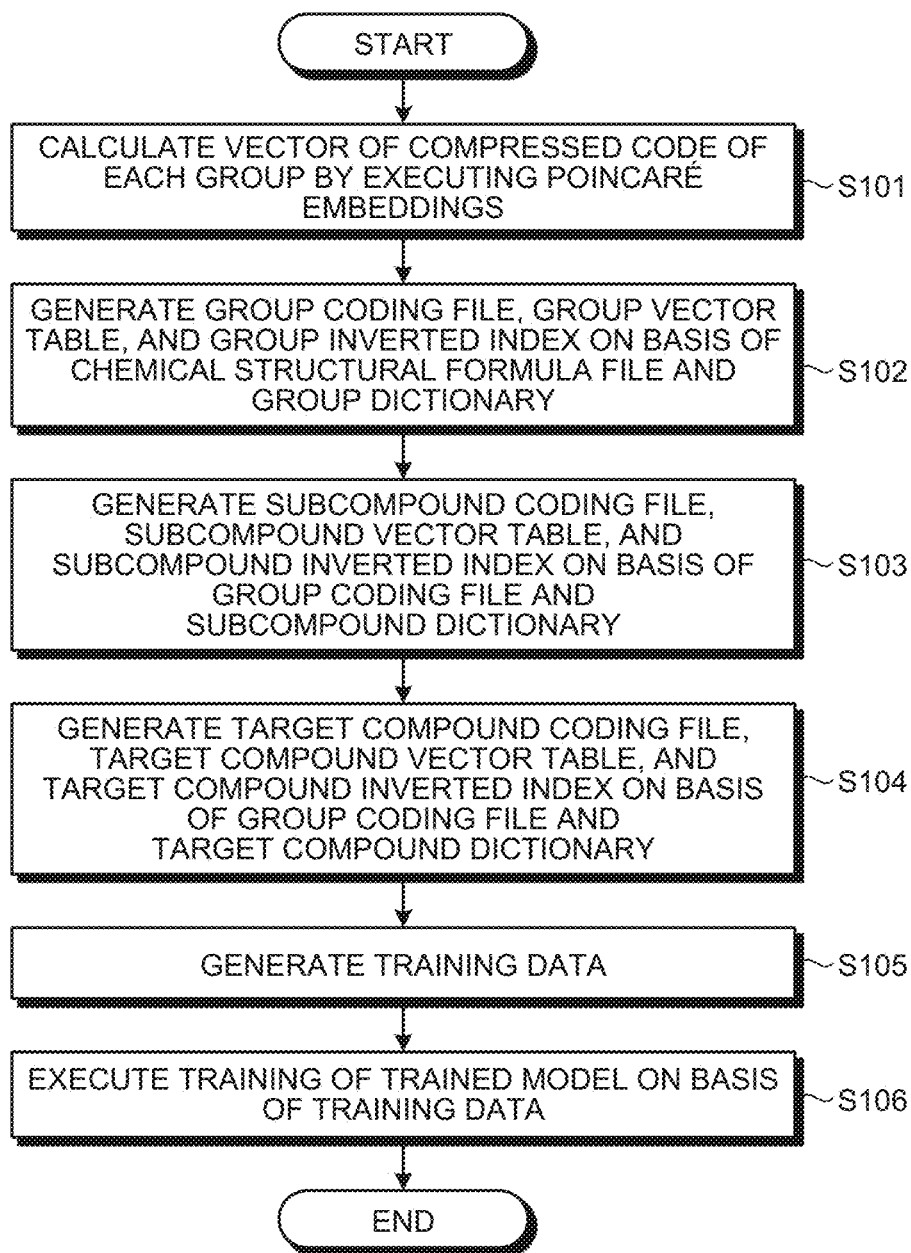 START
CALCULATE VECTOR OF COMPRESSED CODE OF
EACH GROUP BY EXECUTING POINCARÉ
EMBEDDINGS
S101
GENERATE GROUP CODING FILE, GROUP VECTOR
TABLE, AND GROUP INVERTED INDEX ON BASIS OF
CHEMICAL STRUCTURAL FORMULA FILE AND
GROUP DICTIONARY
S102
GENERATE SUBCOMPOUND CODING FILE,
SUBCOMPOUND VECTOR TABLE, AND
SUBCOMPOUND INVERTED INDEX ON BASIS OF
GROUP CODING FILE AND
SUBCOMPOUND DICTIONARY
S103
GENERATE TARGET COMPOUND CODING FILE,
TARGET COMPOUND VECTOR TABLE, AND
TARGET COMPOUND INVERTED INDEX ON BASIS
OF GROUP CODING FILE AND
TARGET COMPOUND DICTIONARY
S104
GENERATE TRAINING DATA
S105
EXECUTE TRAINING OF TRAINED MODEL ON BASIS
OF TRAINING DATA
S106
END